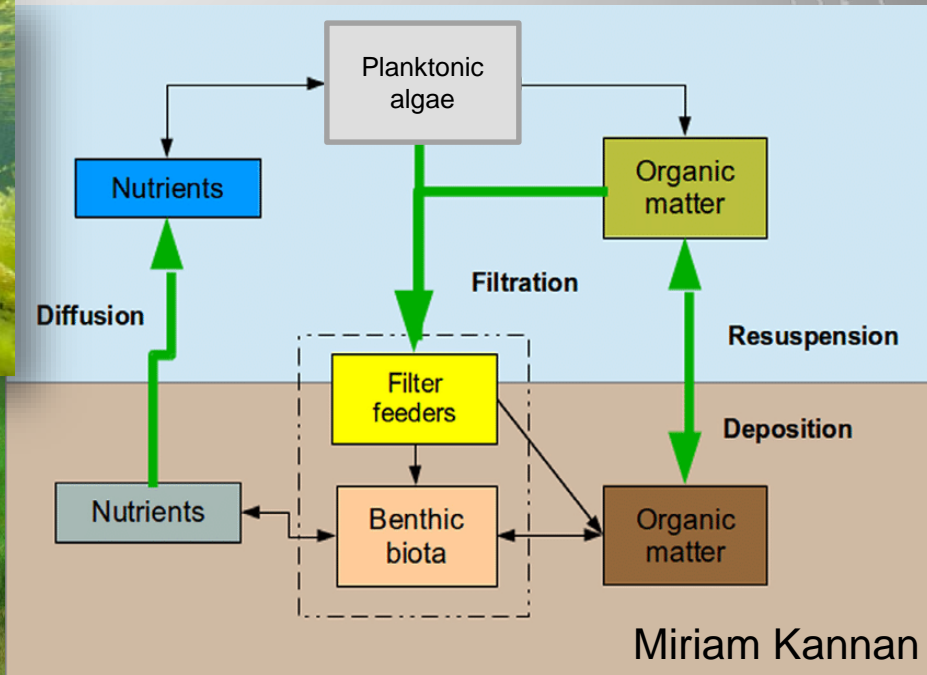 Planktonic
algae
Nutrients
Organic
matter
Filtration
Diffusion
Resuspension
Filter
feeders
Deposition
Nutrients
Benthic
biota
Organic
matter
Miriam Kannan